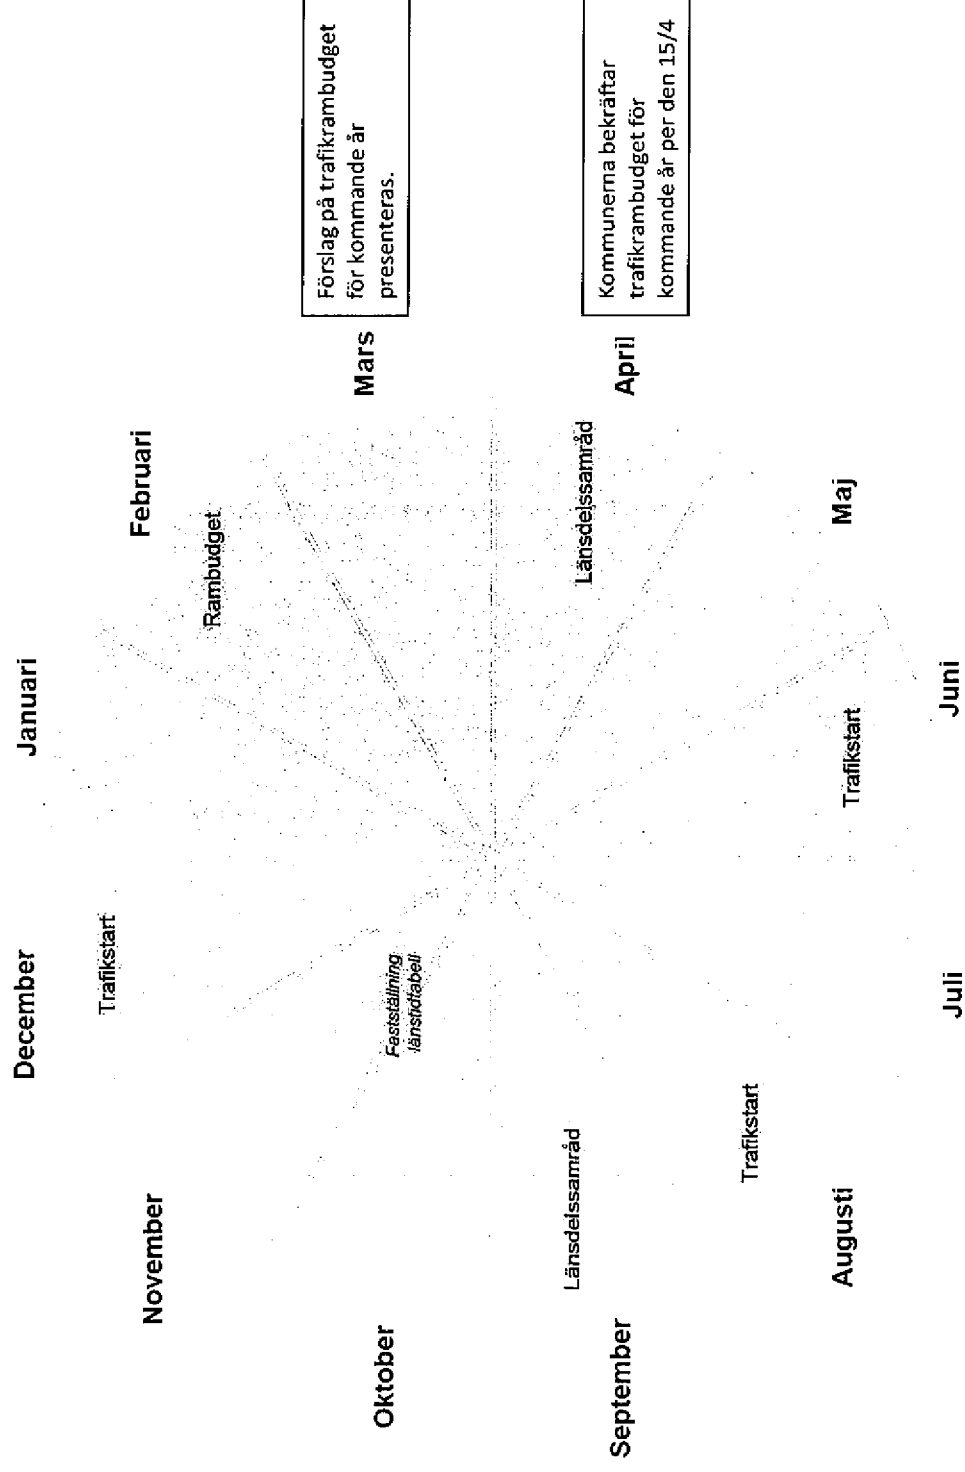 Januari
Februari
Rambudget
Mars
Förslag på trafikrambudget
för kommande år
presenteras.
April
Länsdelssamråd
Kommunerna bekräftar
trafikrambudget för
kommande år per den 15/4
Maj
Juni
Trafikstart
Juli
Augusti
Trafikstart
September
Länsdelssamråd
Oktober
Fastställning
länstidtabell
November
December
Trafikstart